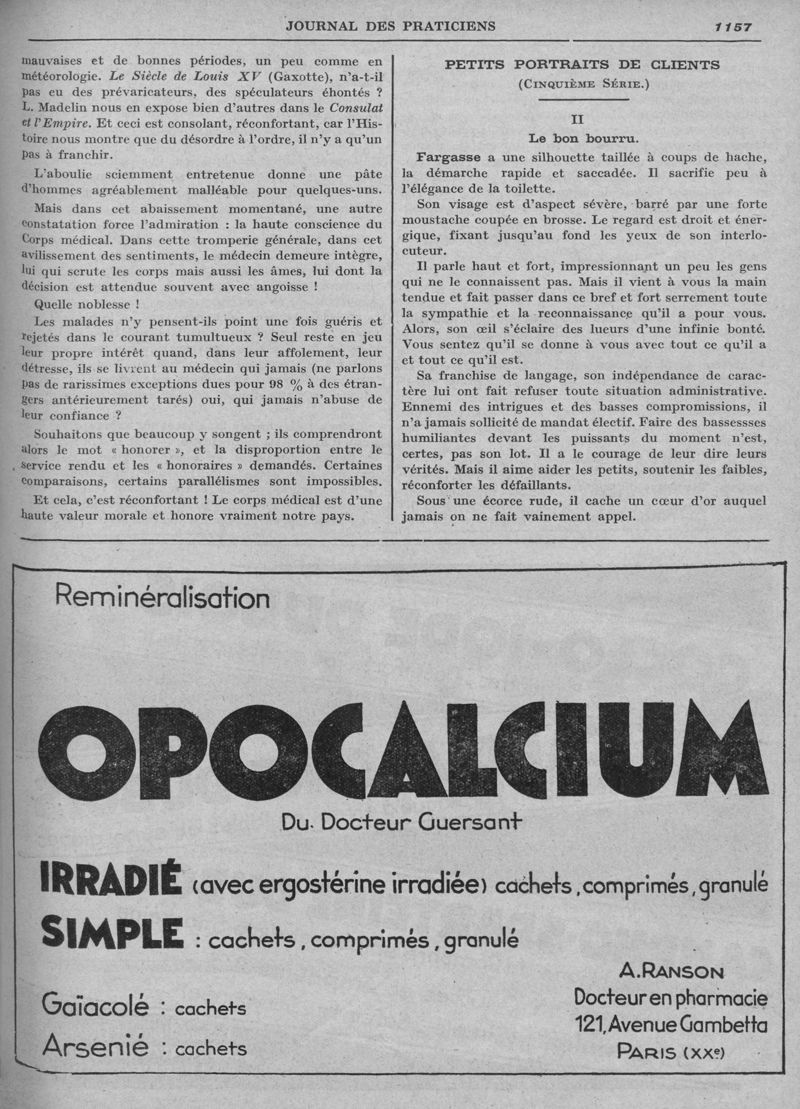 JOURNAL DES PRATICIENS 1157
mauvaises et de bonnes périodes, un peu comme en
météorologie. Le Siècle de Louis XV (Gaxotte), n'a-t-il
pas eu des prévaricateurs, des spéculateurs éhontés ?
L. Madelin nous en expose bien d'autres dans le Consulat
et l'Empire. Et ceci est consolant, réconfortant, car l'His-
toire nous montre que du désordre à l'ordre, il n'y a qu'un
pas à franchir.
L'aboulie sciemment entretenue donne une pâte
d'hommes agréablement malléable pour quelques-uns.
Mais dans cet abaissement momentané, une autre
constatation force l'admiration : la haute conscience du
Corps médical. Dans cette tromperie générale, dans cet
avilissement des sentiments, le médecin demeure intègre,
lui qui scrute les corps mais aussi les âmes, lui dont la
décision est attendue souvent avec angoisse !
Quelle noblesse !
Les malades n'y pensent-ils point une fois guéris et
rejetés dans le courant tumultueux ? Seul reste en jeu
leur propre intérêt quand, dans leur affolement, leur
détresse, ils se livrent au médecin qui jamais (ne parlons
pas de rarissimes exceptions dues pour 98 % à des étran-
gers antérieurement tarés) oui, qui jamais n'abuse de
leur confiance ?
Souhaitons que beaucoup y songent ; ils comprendront
alors le mot « honorer », et la disproportion entre le
service rendu et les « honoraires » demandés. Certaines
comparaisons, certains parallélismes sont impossibles.
Et cela, c'est réconfortant ! Le corps médical est d'une
haute valeur morale et honore vraiment notre pays.
PETITS PORTRAITS DE CLIENTS
(CINQUIÈME SÉRIE.)
II
Le bon bourru.
Fargasse a une silhouette taillée à coups de hache,
la démarche rapide et saccadée. Il sacrifie peu à
l'élégance de la toilette.
Son visage est d'aspect sévère, barré par une forte
moustache coupée en brosse. Le regard est droit et éner-
gique, fixant jusqu'au fond les yeux de son interlo-
cuteur.
Il parle haut et fort, impressionnant un peu les gens
qui ne le connaissent pas. Mais il vient à vous la main
tendue et fait passer dans ce bref et fort serrement toute
la sympathie et la reconnaissance qu'il a pour vous.
Alors, son œil s'éclaire des lueurs d'une infinie bonté.
Vous sentez qu'il se donne à vous avec tout ce qu'il a
et tout ce qu'il est.
Sa franchise de langage, son indépendance de carac-
tère lui ont fait refuser toute situation administrative.
Ennemi des intrigues et des basses compromissions, il
n'a jamais sollicité de mandat électif. Faire des bassessses
humiliantes devant les puissants du moment n'est,
certes, pas son lot. Il a le courage de leur dire leurs
vérités. Mais il aime aider les petits, soutenir les faibles,
réconforter les défaillants.
Sous une écorce rude, il cache un cœur d'or auquel
jamais on ne fait vainement appel.
Reminéralisation
OPOCALCIUM
Du Docteur Guersant
IRRADIÉ (avec ergostérine irradiée) cachets, comprimés, granulé
SIMPLE : cachets, comprimés, granulé
Gaïacolé : cachets
Arsenié : cachets
A. RANSON
Docteur en pharmacie
121, Avenue Gambetta
PARIS (XXe)